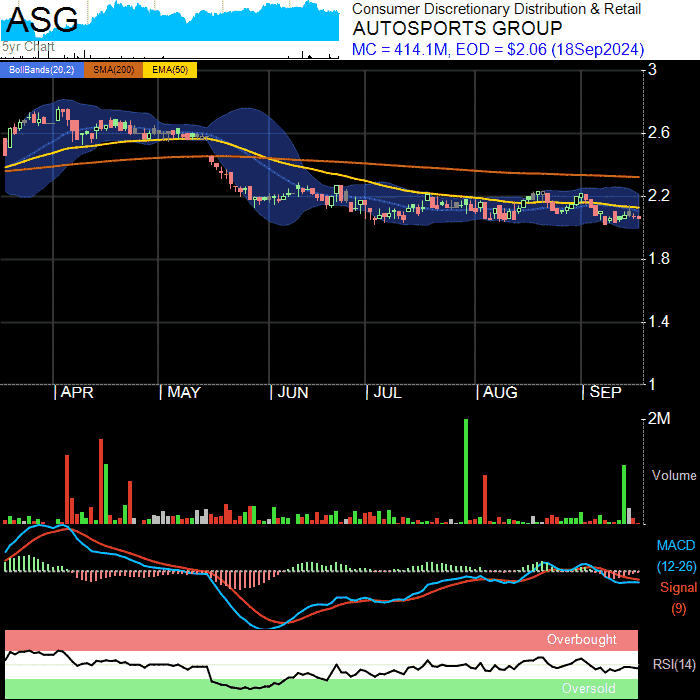 ASG
5yr Chart
Consumer Discretionary Distribution & Retail
AUTOSPORTS GROUP
MC = 414.1M, EOD = $2.06 (18Sep2024)
BollBands(20,2) SMA(200) EMA(50)
3
2.6
2.2
1.8
1.4
1
APR MAY JUN JUL AUG SEP
2M
Volume
MACD
(12-26)
Signal
(9)
Overbought
RSI(14)
Oversold